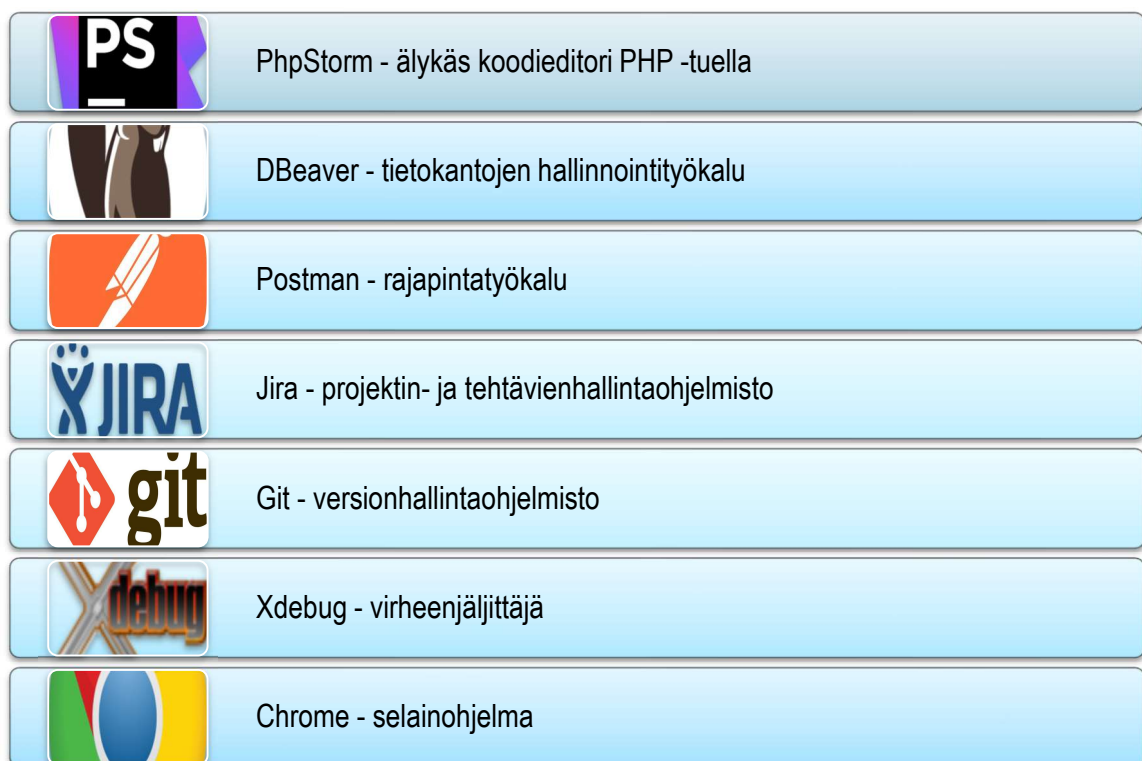 PS
PhpStorm - älykäs koodieditori PHP -tuella
DBeaver - tietokantojen hallinnointityökalu
Postman - rajapintatyökalu
JIRA
Jira - projektin- ja tehtävienhallintaohjelmisto
git
Git - versionhallintaohjelmisto
Xdebug
Xdebug - virheenjäljittäjä
Chrome - selainohjelma